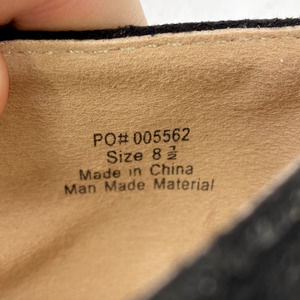 PO# 005562
Size 8 ½
Made in China
Man Made Material